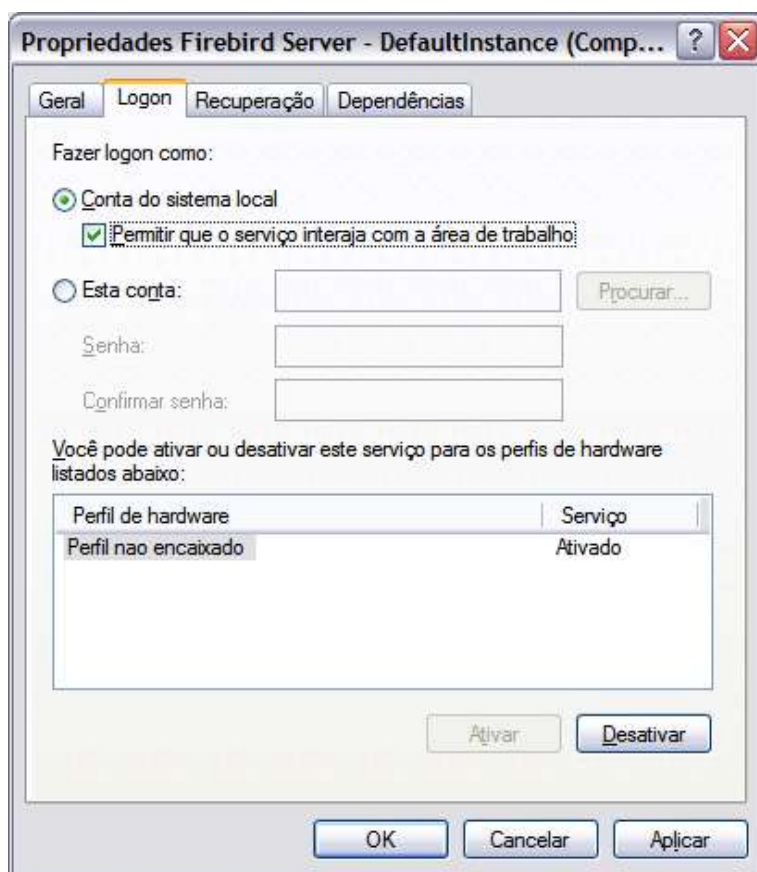 Propriedades Firebird Server - DefaultInstance (Comp...
Geral Logon Recuperação Dependências
Fazer logon como:
Conta do sistema local
Permitir que o serviço interaja com a área de trabalho
Esta conta: Procurar...
Senha:
Confirmar senha:
Você pode ativar ou desativar este serviço para os perfis de hardware
listados abaixo:
Perfil de hardware Serviço
Perfil nao encaixado Ativado
Ativar Desativar
OK Cancelar Aplicar